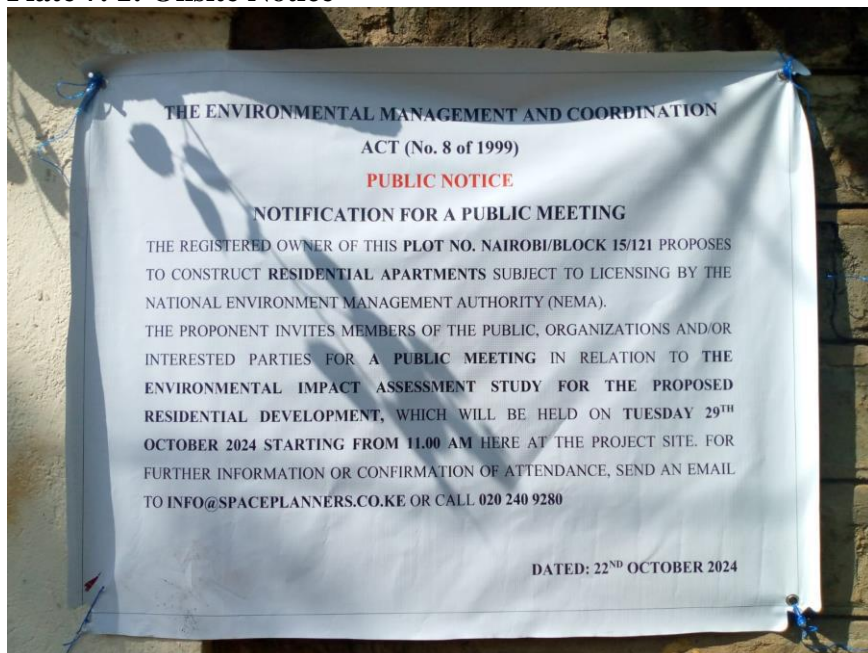 THE ENVIRONMENTAL MANAGEMENT AND COORDINATION
ACT (No. 8 of 1999)
PUBLIC NOTICE
NOTIFICATION FOR A PUBLIC MEETING
THE REGISTERED OWNER OF THIS PLOT NO. NAIROBI/BLOCK 15/121 PROPOSES
TO CONSTRUCT RESIDENTIAL APARTMENTS SUBJECT TO LICENSING BY THE
NATIONAL ENVIRONMENT MANAGEMENT AUTHORITY (NEMA).
THE PROPONENT INVITES MEMBERS OF THE PUBLIC, ORGANIZATIONS AND/OR
INTERESTED PARTIES FOR A PUBLIC MEETING IN RELATION TO THE
ENVIRONMENTAL IMPACT ASSESSMENT STUDY FOR THE PROPOSED
RESIDENTIAL DEVELOPMENT, WHICH WILL BE HELD ON TUESDAY 29TH
OCTOBER 2024 STARTING FROM 11.00 AM HERE AT THE PROJECT SITE. FOR
FURTHER INFORMATION OR CONFIRMATION OF ATTENDANCE, SEND AN EMAIL
TO INFO@SPACEPLANNERS.CO.KE OR CALL 020 240 9280
DATED: 22ND OCTOBER 2024